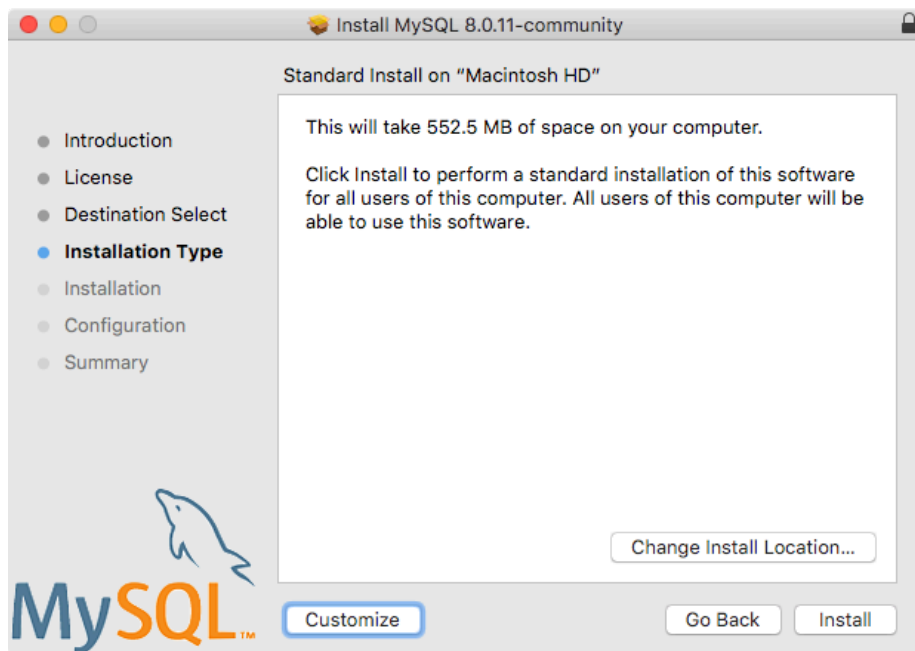 Install MySQL 8.0.11-community
Standard Install on “Macintosh HD”
Introduction
License
Destination Select
Installation Type
Installation
Configuration
Summary
This will take 552.5 MB of space on your computer.
Click Install to perform a standard installation of this software
for all users of this computer. All users of this computer will be
able to use this software.
Change Install Location...
MySQL™
Customize
Go Back
Install